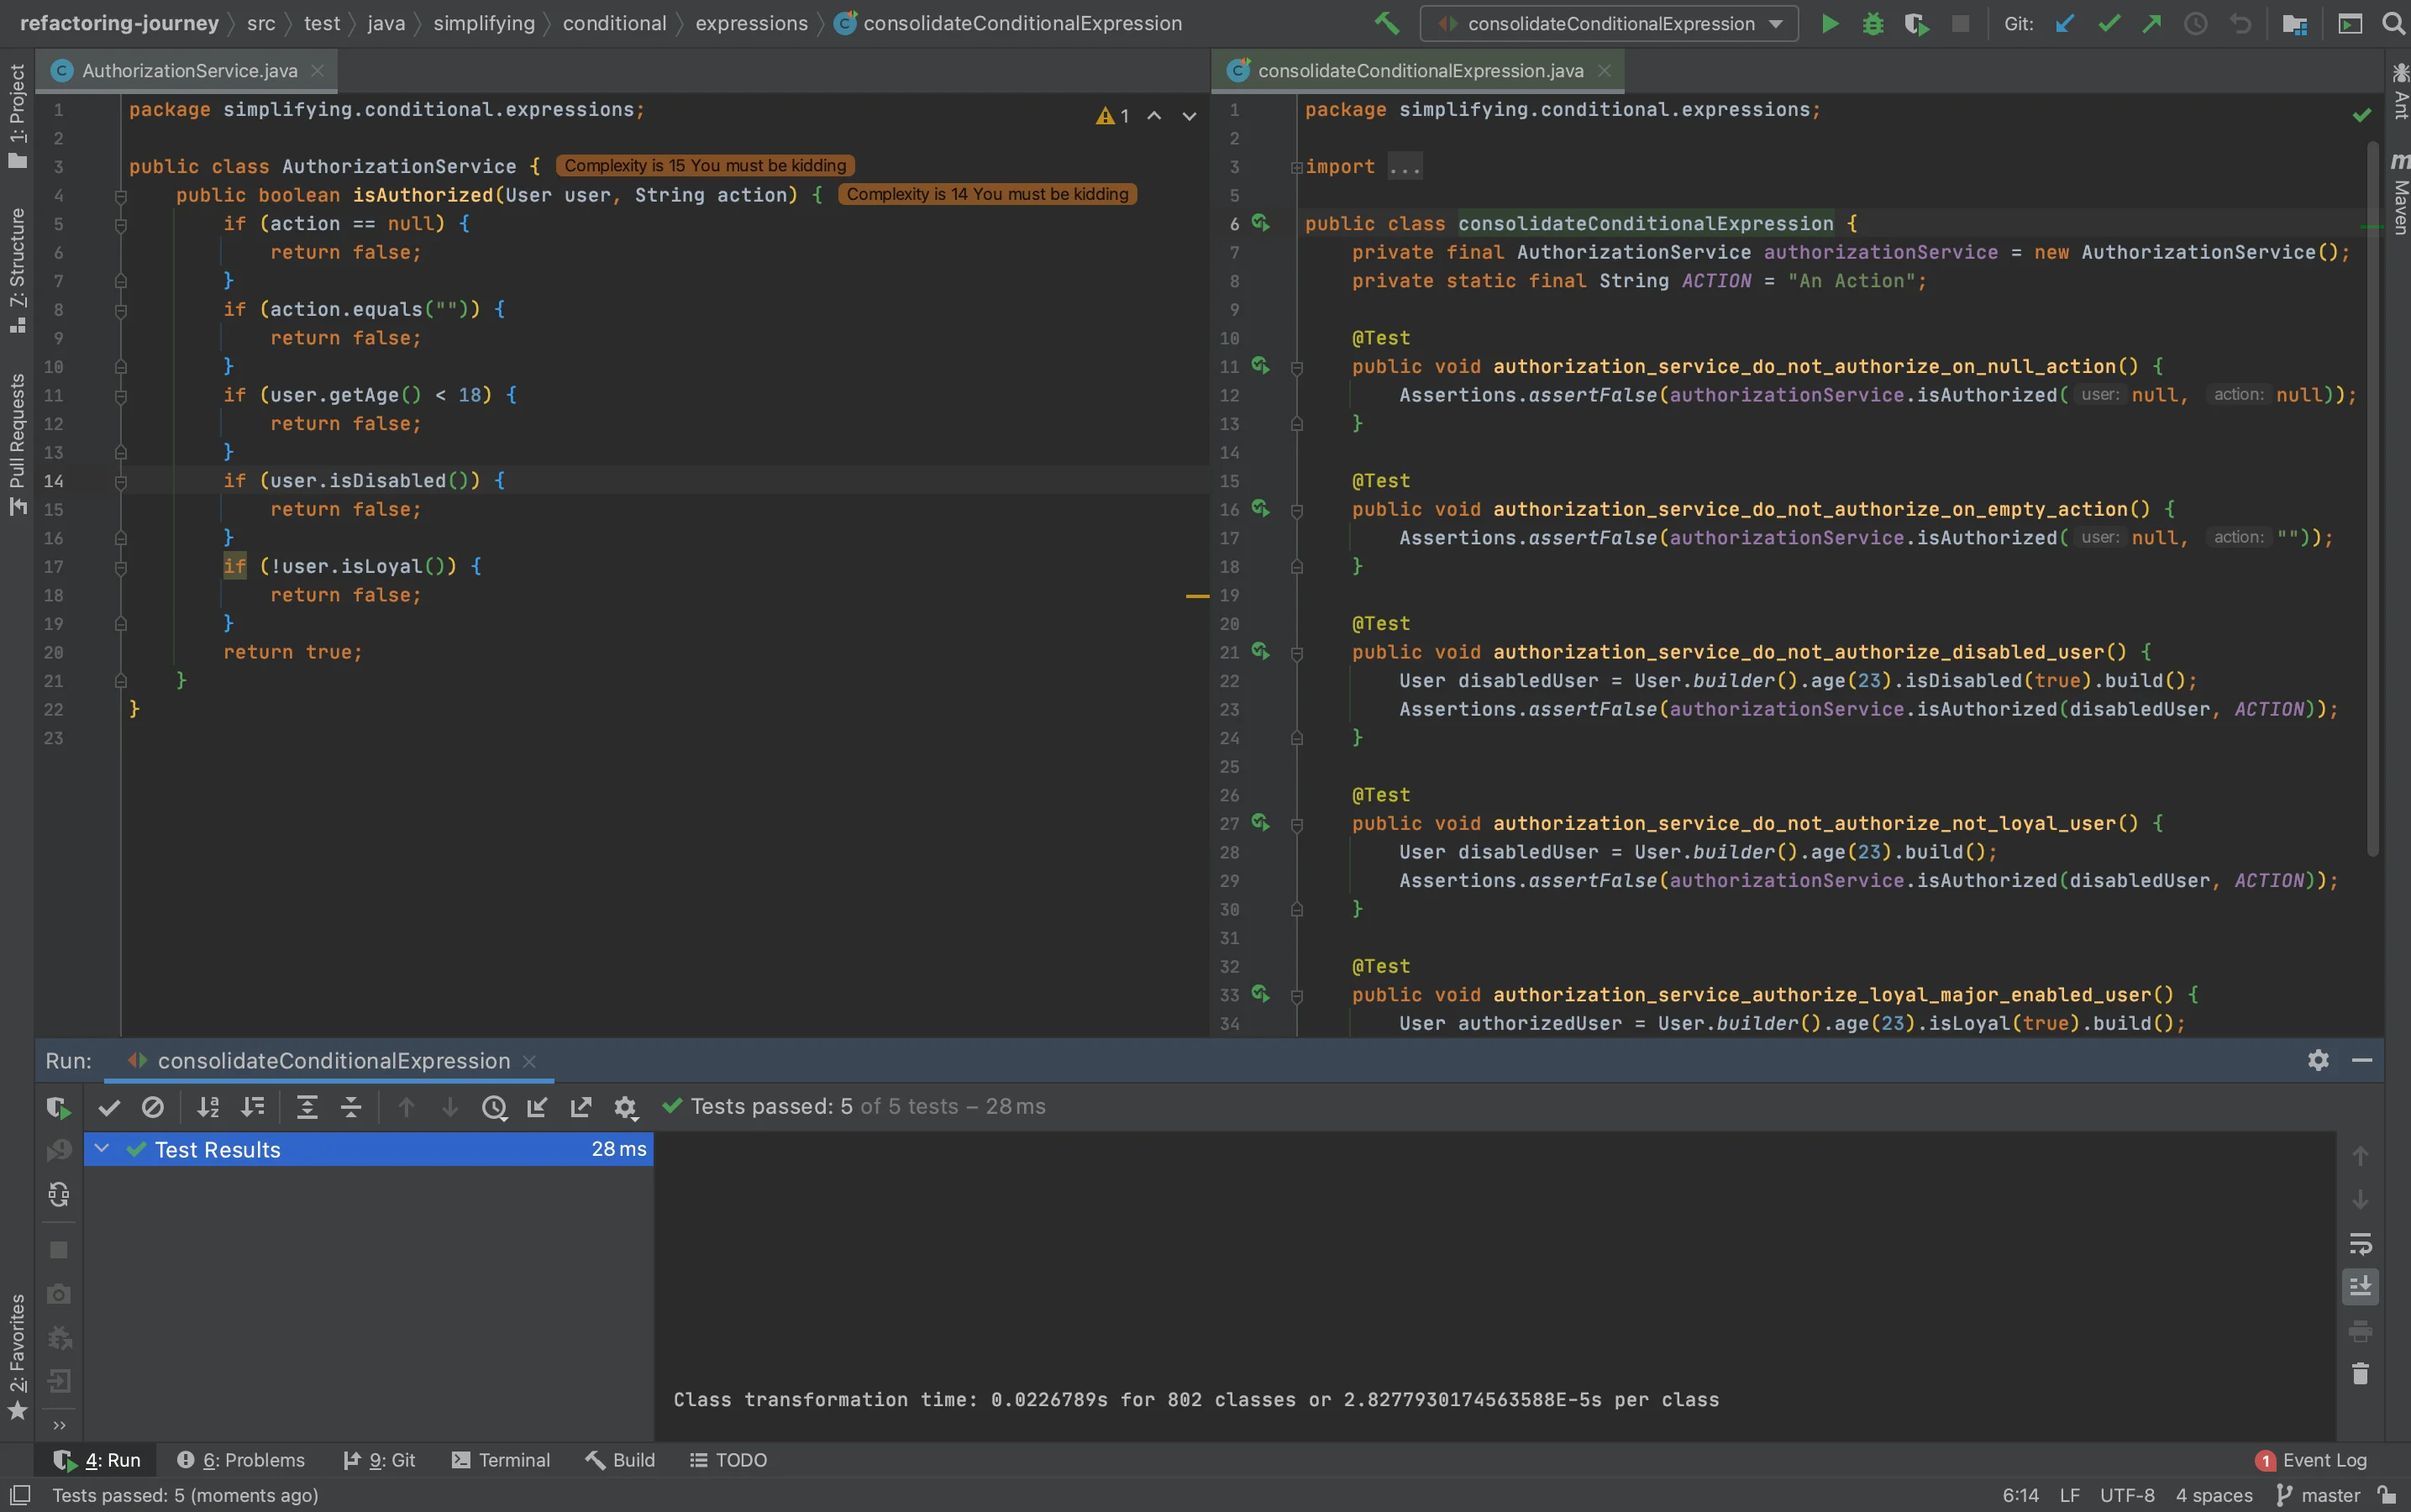 refactoring-journey src test java simplifying conditional expressions consolidateConditionalExpression
consolidateConditionalExpression
Git:
1: Project
7: Structure
Pull Requests
2: Favorites
AuthorizationService.java
1
1 package simplifying.conditional.expressions;
2
3 public class AuthorizationService { Complexity is 15 You must be kidding
4 public boolean isAuthorized(User user, String action) { Complexity is 14 You must be kidding
5 if (action == null) {
6 return false;
7 }
8 if (action.equals("")) {
9 return false;
10 }
11 if (user.getAge() < 18) {
12 return false;
13 }
14 if (user.isDisabled()) {
15 return false;
16 }
17 if (!user.isLoyal()) {
18 return false;
19 }
20 return true;
21 }
22 }
23
consolidateConditionalExpression.java
1 package simplifying.conditional.expressions;
2
3 import ...
5
6 public class consolidateConditionalExpression {
7 private final AuthorizationService authorizationService = new AuthorizationService();
8 private static final String ACTION = "An Action";
9
10 @Test
11 public void authorization_service_do_not_authorize_on_null_action() {
12 Assertions.assertFalse(authorizationService.isAuthorized( user: null, action: null));
13 }
14
15 @Test
16 public void authorization_service_do_not_authorize_on_empty_action() {
17 Assertions.assertFalse(authorizationService.isAuthorized( user: null, action: ""));
18 }
19
20 @Test
21 public void authorization_service_do_not_authorize_disabled_user() {
22 User disabledUser = User.builder().age(23).isDisabled(true).build();
23 Assertions.assertFalse(authorizationService.isAuthorized(disabledUser, ACTION));
24 }
25
26 @Test
27 public void authorization_service_do_not_authorize_not_loyal_user() {
28 User disabledUser = User.builder().age(23).build();
29 Assertions.assertFalse(authorizationService.isAuthorized(disabledUser, ACTION));
30 }
31
32 @Test
33 public void authorization_service_authorize_loyal_major_enabled_user() {
34 User authorizedUser = User.builder().age(23).isLoyal(true).build();
Ant
Maven
Run: consolidateConditionalExpression
Tests passed: 5 of 5 tests – 28 ms
Test Results 28 ms
Class transformation time: 0.0226789s for 802 classes or 2.8277930174563588E-5s per class
4: Run 6: Problems 9: Git Terminal Build TODO 1 Event Log
Tests passed: 5 (moments ago) 6:14 LF UTF-8 4 spaces master